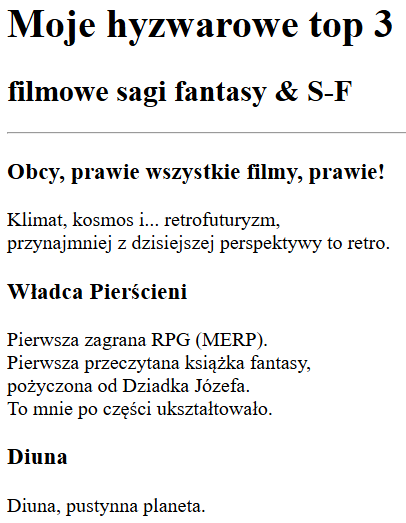 Moje hyzwarowe top 3
filmowe sagi fantasy & S-F
Obcy, prawie wszystkie filmy, prawie!
Klimat, kosmos i... retrofuturyzm,
przynajmniej z dzisiejszej perspektywy to retro.
Władca Pierścieni
Pierwsza zagrana RPG (MERP).
Pierwsza przeczytana książka fantasy,
pożyczona od Dziadka Józefa.
To mnie po części ukształtowało.
Diuna
Diuna, pustynna planeta.